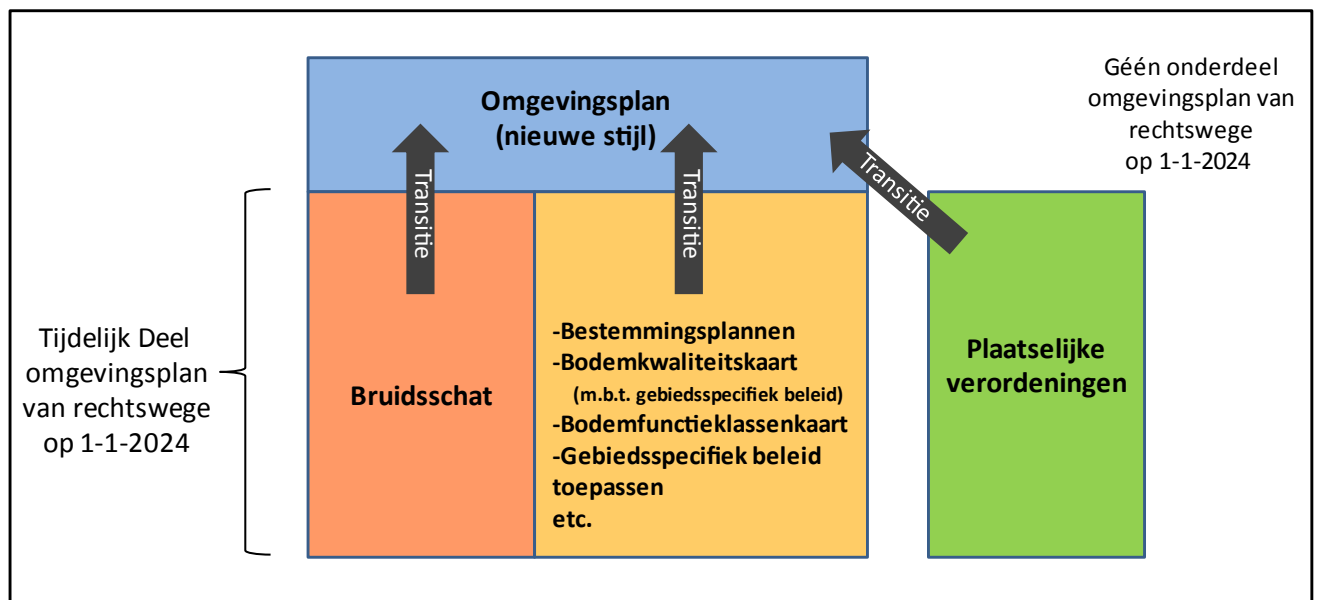 Omgevingsplan
(nieuwe stijl)
Géén onderdeel
omgevingsplan van
rechtswege
op 1-1-2024
Transitie
Transitie
Transitie
Tijdelijk Deel
omgevingsplan
van rechtswege
op 1-1-2024
Bruidsschat
-Bestemmingsplannen
-Bodemkwaliteitskaart
(m.b.t. gebiedsspecifiek beleid)
-Bodemfunctieklassenkaart
-Gebiedsspecifiek beleid
toepassen
etc.
Plaatselijke
verordeningen